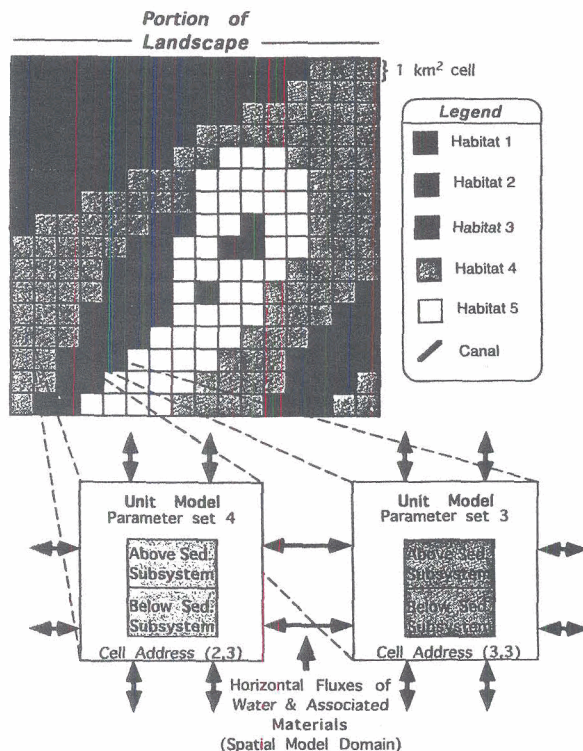 Portion of
Landscape
1 km² cell
Legend
Habitat 1
Habitat 2
Habitat 3
Habitat 4
Habitat 5
Canal
Unit Model
Parameter set 4
Above Sed.
Subsystem
Below Sed.
Subsystem
Cell Address (2,3)
Unit Model
Parameter set 3
Above Sed.
Subsystem
Below Sed.
Subsystem
Cell Address (3,3)
Horizontal Fluxes of
Water & Associated
Materials
(Spatial Model Domain)